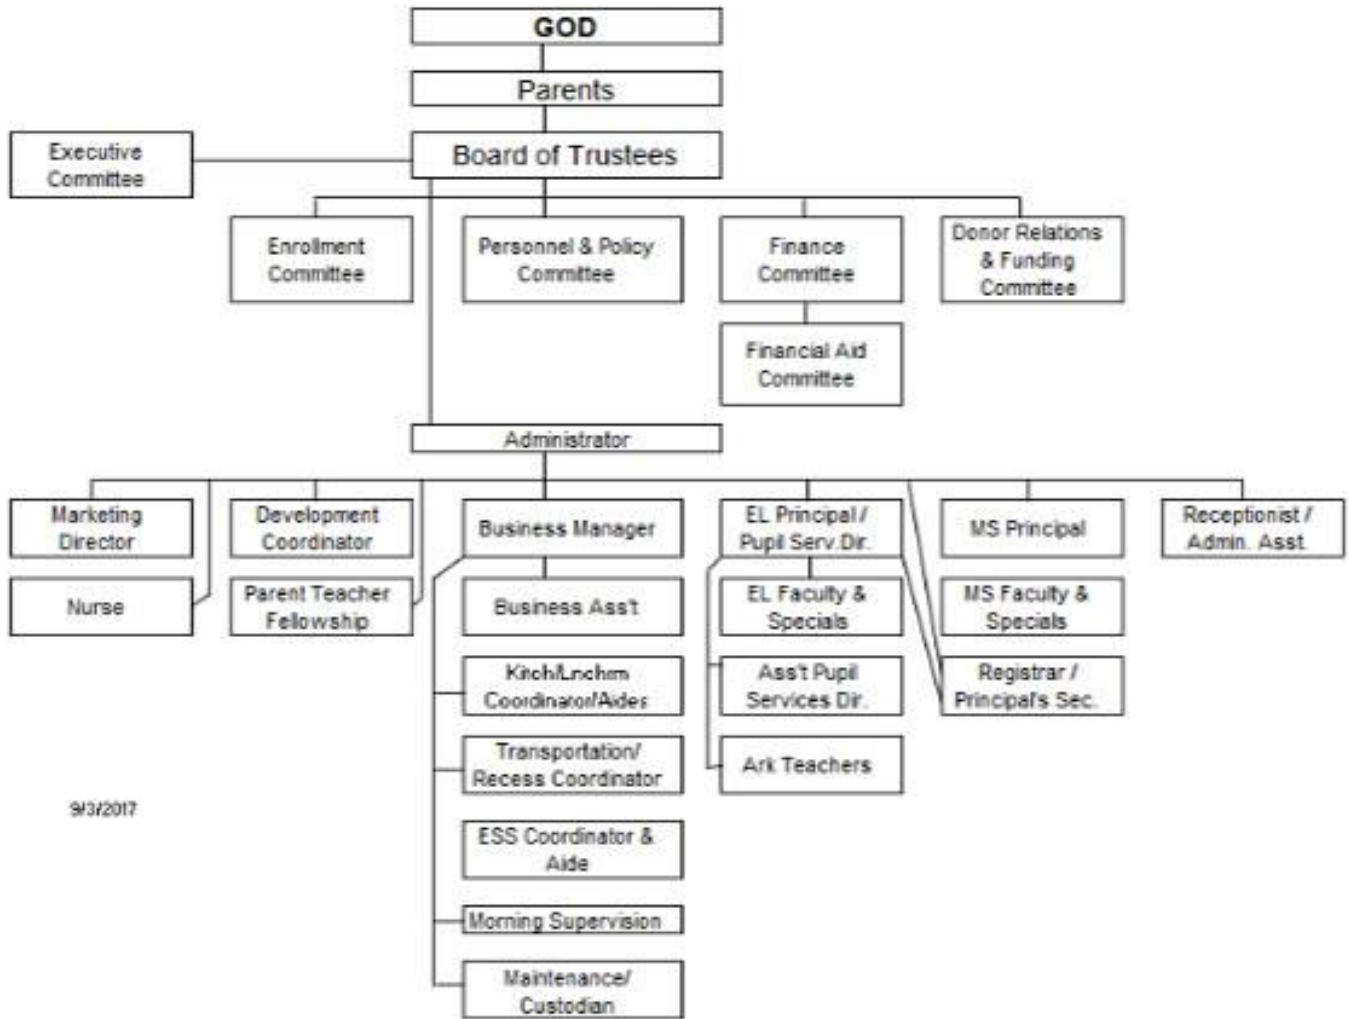 GOD
Parents
Executive
Committee
Board of Trustees
Enrollment
Committee
Personnel & Policy
Committee
Finance
Committee
Donor Relations
& Funding
Committee
Financial Aid
Committee
Administrator
Marketing
Director
Development
Coordinator
Business Manager
EL Principal /
Pupil Serv.Dir.
MS Principal
Receptionist /
Admin. Asst.
Nurse
Parent Teacher
Fellowship
Business Ass't
EL Faculty &
Specials
MS Faculty &
Specials
Coordinator/Aides
Ass't Pupil
Services Dir.
Registrar /
Principal's Sec.
Transportation/
Recess Coordinator
Ark Teachers
9/3/2017
ESS Coordinator &
Aide
Morning Supervision
Maintenance/
Custodian